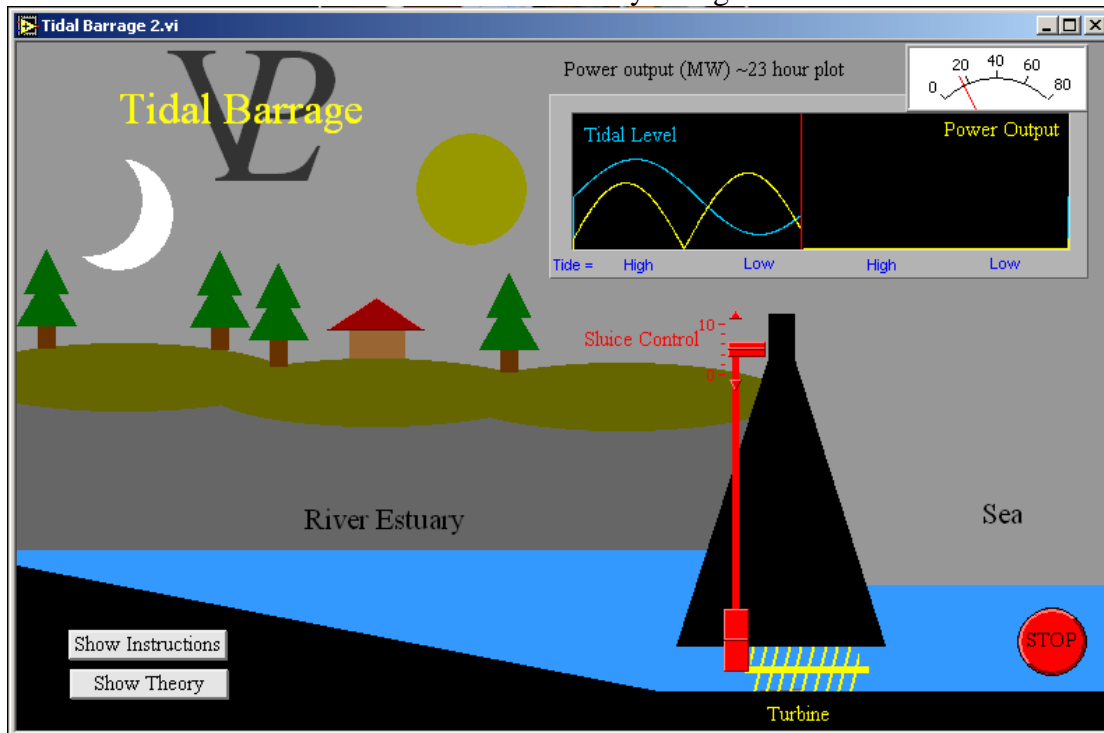 Tidal Barrage 2.vi
VPL
Tidal Barrage
Power output (MW) ~23 hour plot
0 20 40 60 80
Tidal Level
Power Output
Tide = High Low High Low
Sluice Control
10
0
River Estuary
Sea
Show Instructions
Show Theory
STOP
Turbine